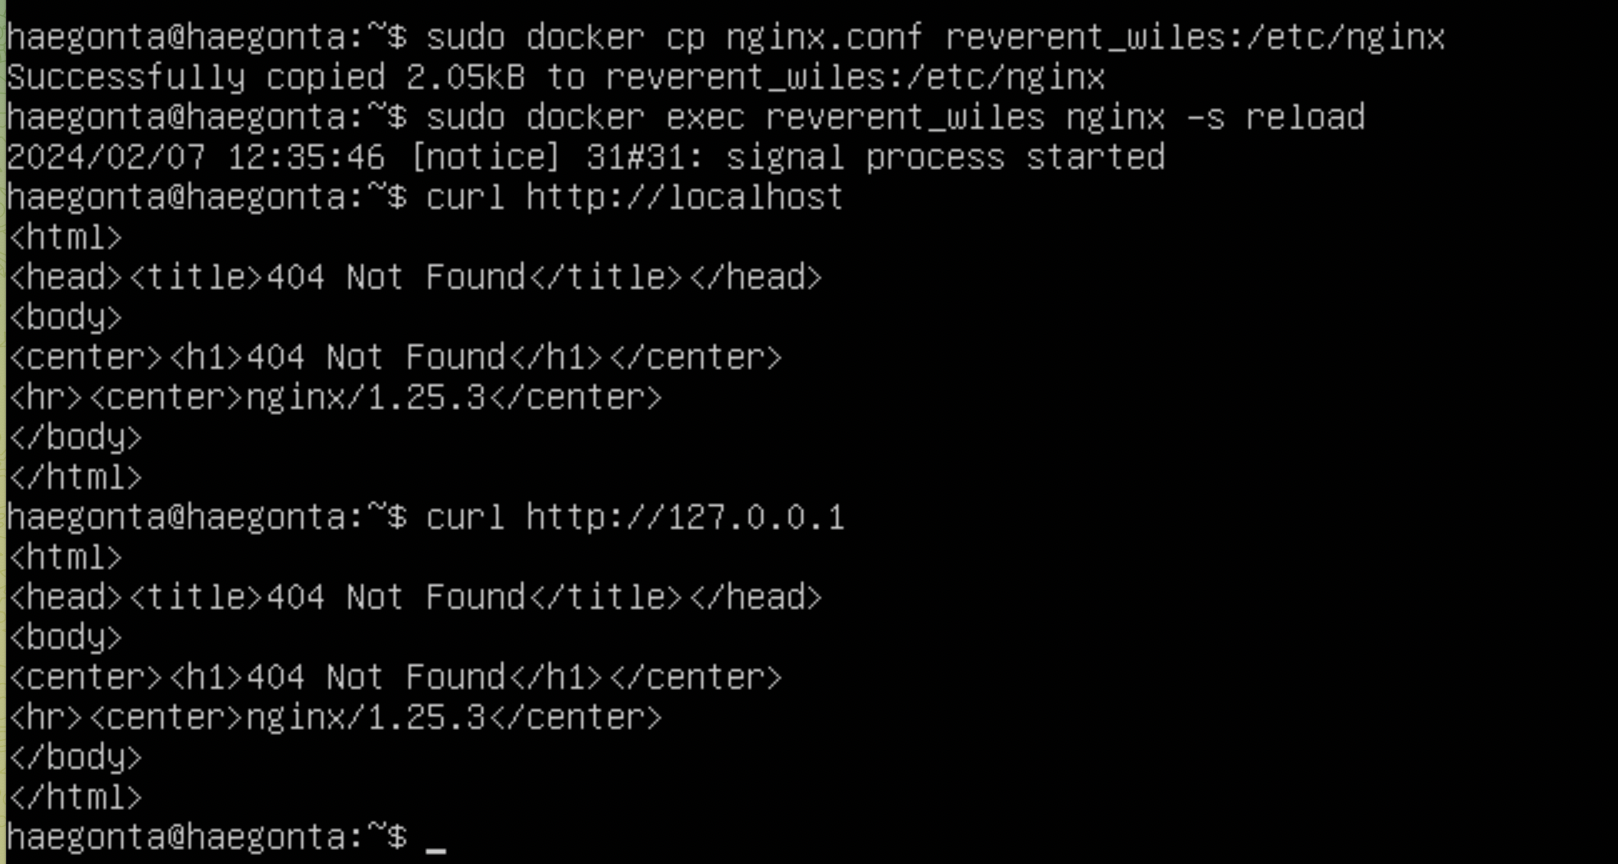 haegonta@haegonta:~$ sudo docker cp nginx.conf reverent_wiles:/etc/nginx
Successfully copied 2.05kB to reverent_wiles:/etc/nginx
haegonta@haegonta:~$ sudo docker exec reverent_wiles nginx -s reload
2024/02/07 12:35:46 [notice] 31#31: signal process started
haegonta@haegonta:~$ curl http://localhost
<html>
<head><title>404 Not Found</title></head>
<body>
<center><h1>404 Not Found</h1></center>
<hr><center>nginx/1.25.3</center>
</body>
</html>
haegonta@haegonta:~$ curl http://127.0.0.1
<html>
<head><title>404 Not Found</title></head>
<body>
<center><h1>404 Not Found</h1></center>
<hr><center>nginx/1.25.3</center>
</body>
</html>
haegonta@haegonta:~$ _